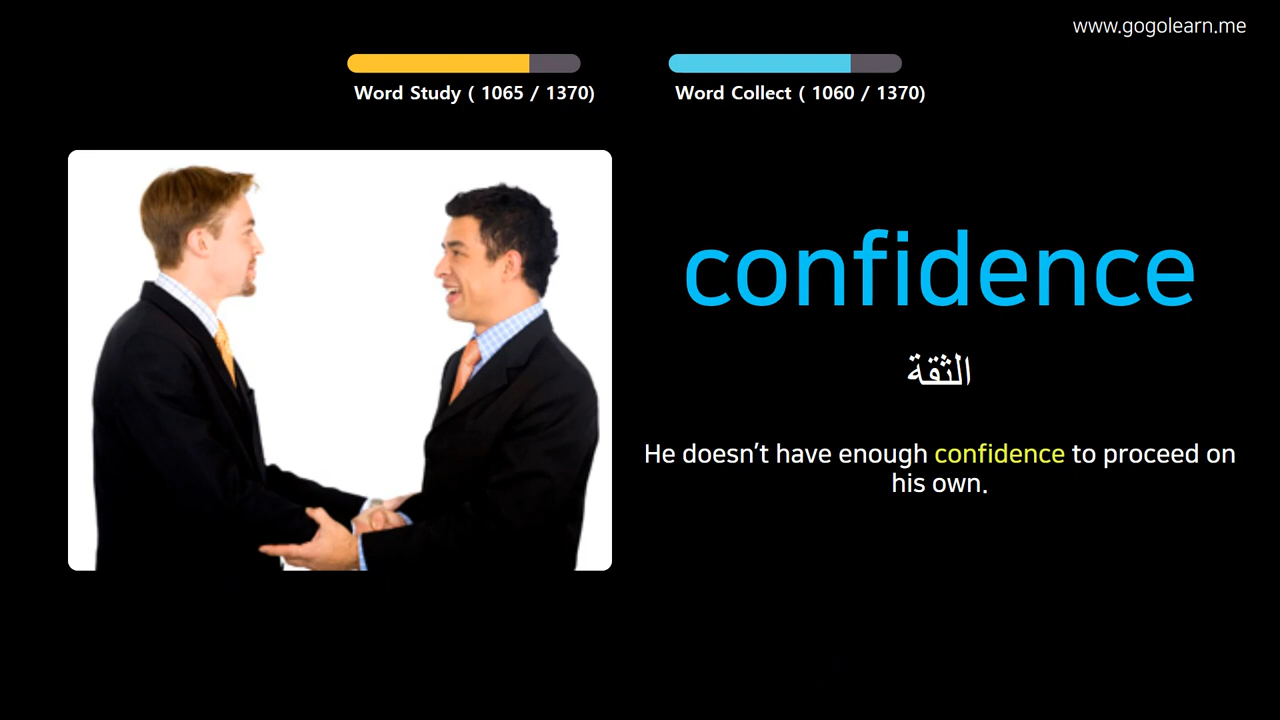 www.gogolearn.me
Word Study ( 1065 / 1370)
Word Collect ( 1060 / 1370)
confidence
الثقة
He doesn’t have enough confidence to proceed on
his own.